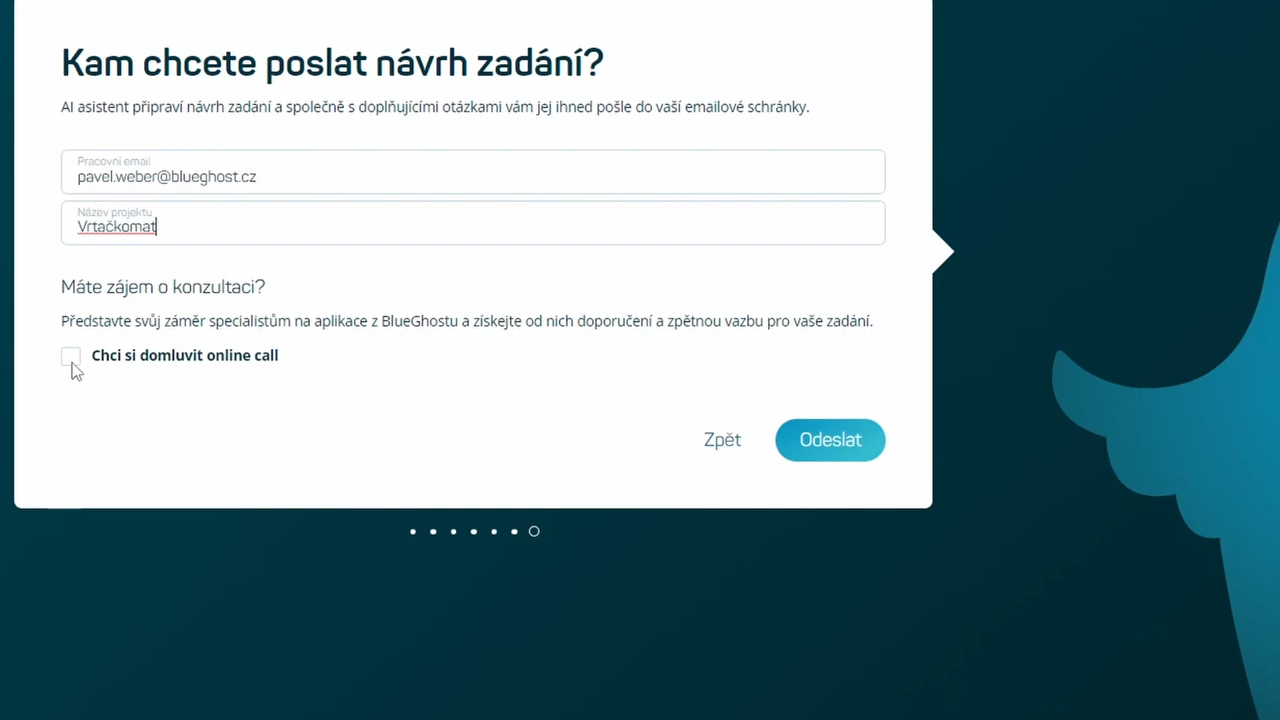 Kam chcete poslat návrh zadání?
AI asistent připraví návrh zadání a společně s doplňujícími otázkami vám jej ihned pošle do vaší emailové schránky.
Pracovní email
pavel.weber@blueghost.cz
Název projektu
Vrtačkomat
Máte zájem o konzultaci?
Představte svůj záměr specialistům na aplikace z BlueGhostu a získejte od nich doporučení a zpětnou vazbu pro vaše zadání.
Chci si domluvit online call
Zpět
Odeslat